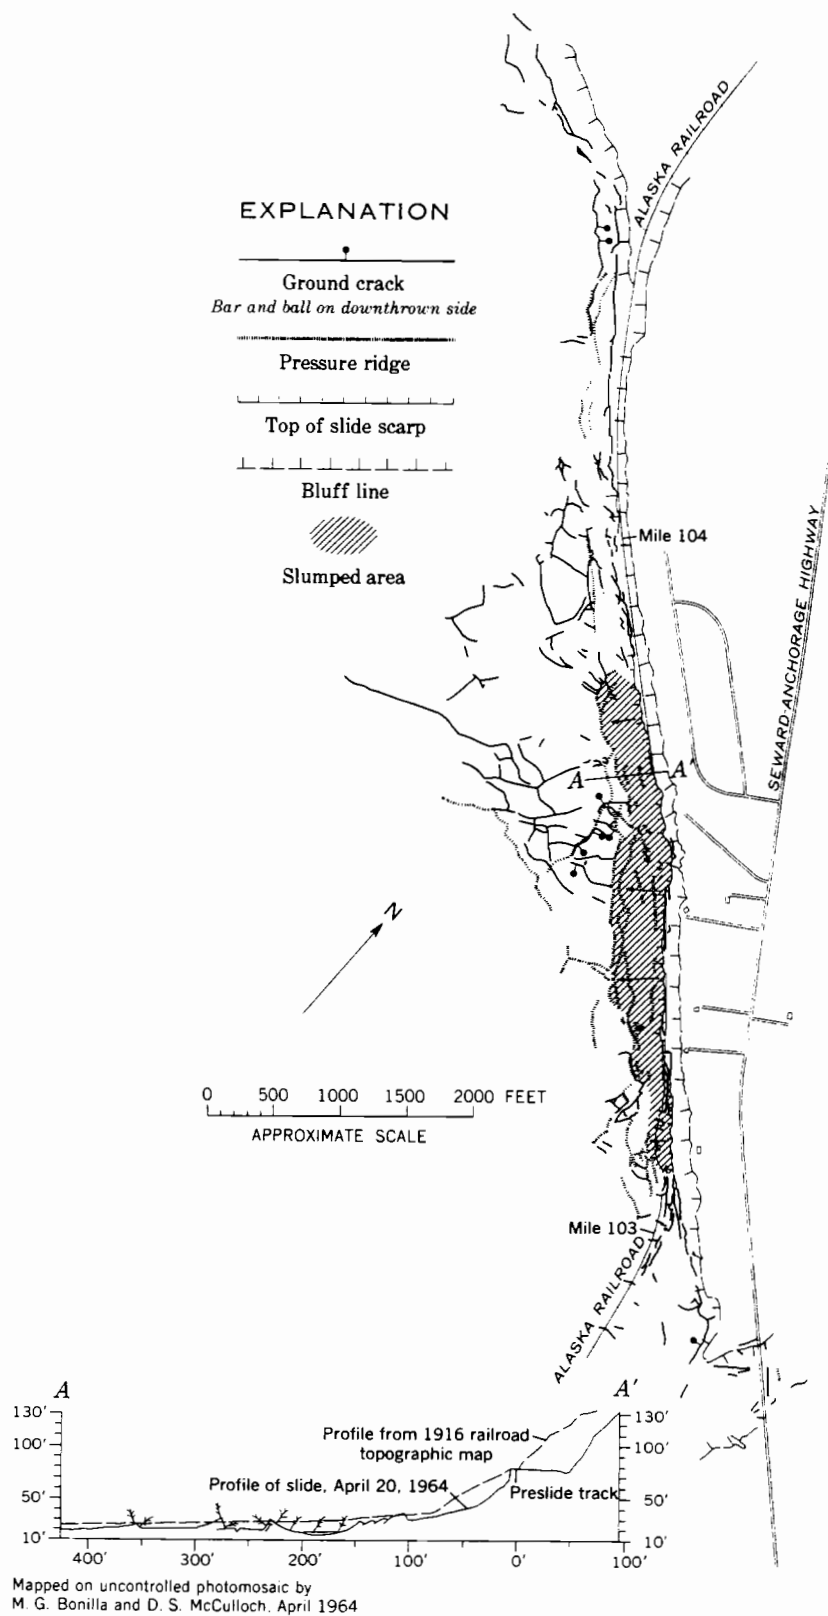 ALASKA RAILROAD
EXPLANATION
Ground crack
Bar and ball on downthrown side
Pressure ridge
Top of slide scarp
Bluff line
Slumped area
Mile 104
SEWARD-ANCHORAGE HIGHWAY
A A'
N
0 500 1000 1500 2000 FEET
APPROXIMATE SCALE
Mile 103
ALASKA RAILROAD
A A'
130' 130'
Profile from 1916 railroad
topographic map
100' 100'
Profile of slide, April 20, 1964
Preslide track
50' 50'
10' 10'
400' 300' 200' 100' 0' 100'
Mapped on uncontrolled photomosaic by
M. G. Bonilla and D. S. McCulloch, April 1964